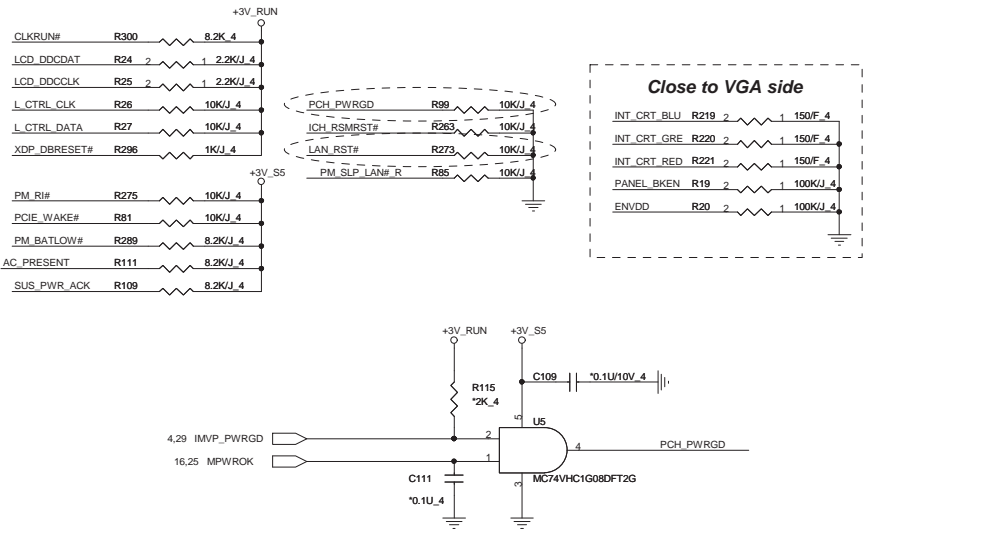 +3V_RUN
CLKRUN# R300 8.2K_4
LCD_DDCDAT R24 2 1 2.2K/J_4
LCD_DDCCLK R25 2 1 2.2K/J_4
L_CTRL_CLK R26 10K/J_4
L_CTRL_DATA R27 10K/J_4
XDP_DBRESET# R296 1K/J_4
+3V_S5
PM_RI# R275 10K/J_4
PCIE_WAKE# R81 10K/J_4
PM_BATLOW# R289 8.2K/J_4
AC_PRESENT R111 8.2K/J_4
SUS_PWR_ACK R109 8.2K/J_4
PCH_PWRGD R99 10K/J_4
ICH_RSMRST# R263 10K/J_4
LAN_RST# R273 10K/J_4
PM_SLP_LAN#_R R85 10K/J_4
Close to VGA side
INT_CRT_BLU R219 2 1 150/F_4
INT_CRT_GRE R220 2 1 150/F_4
INT_CRT_RED R221 2 1 150/F_4
PANEL_BKEN R19 2 1 100K/J_4
ENVDD R20 2 1 100K/J_4
+3V_RUN +3V_S5
C109 *0.1U/10V_4
R115
*2K_4
5 U5
4,29 IMVP_PWRGD 2
4 PCH_PWRGD
16,25 MPWROK 1
C111 3 MC74VHC1G08DFT2G
*0.1U_4